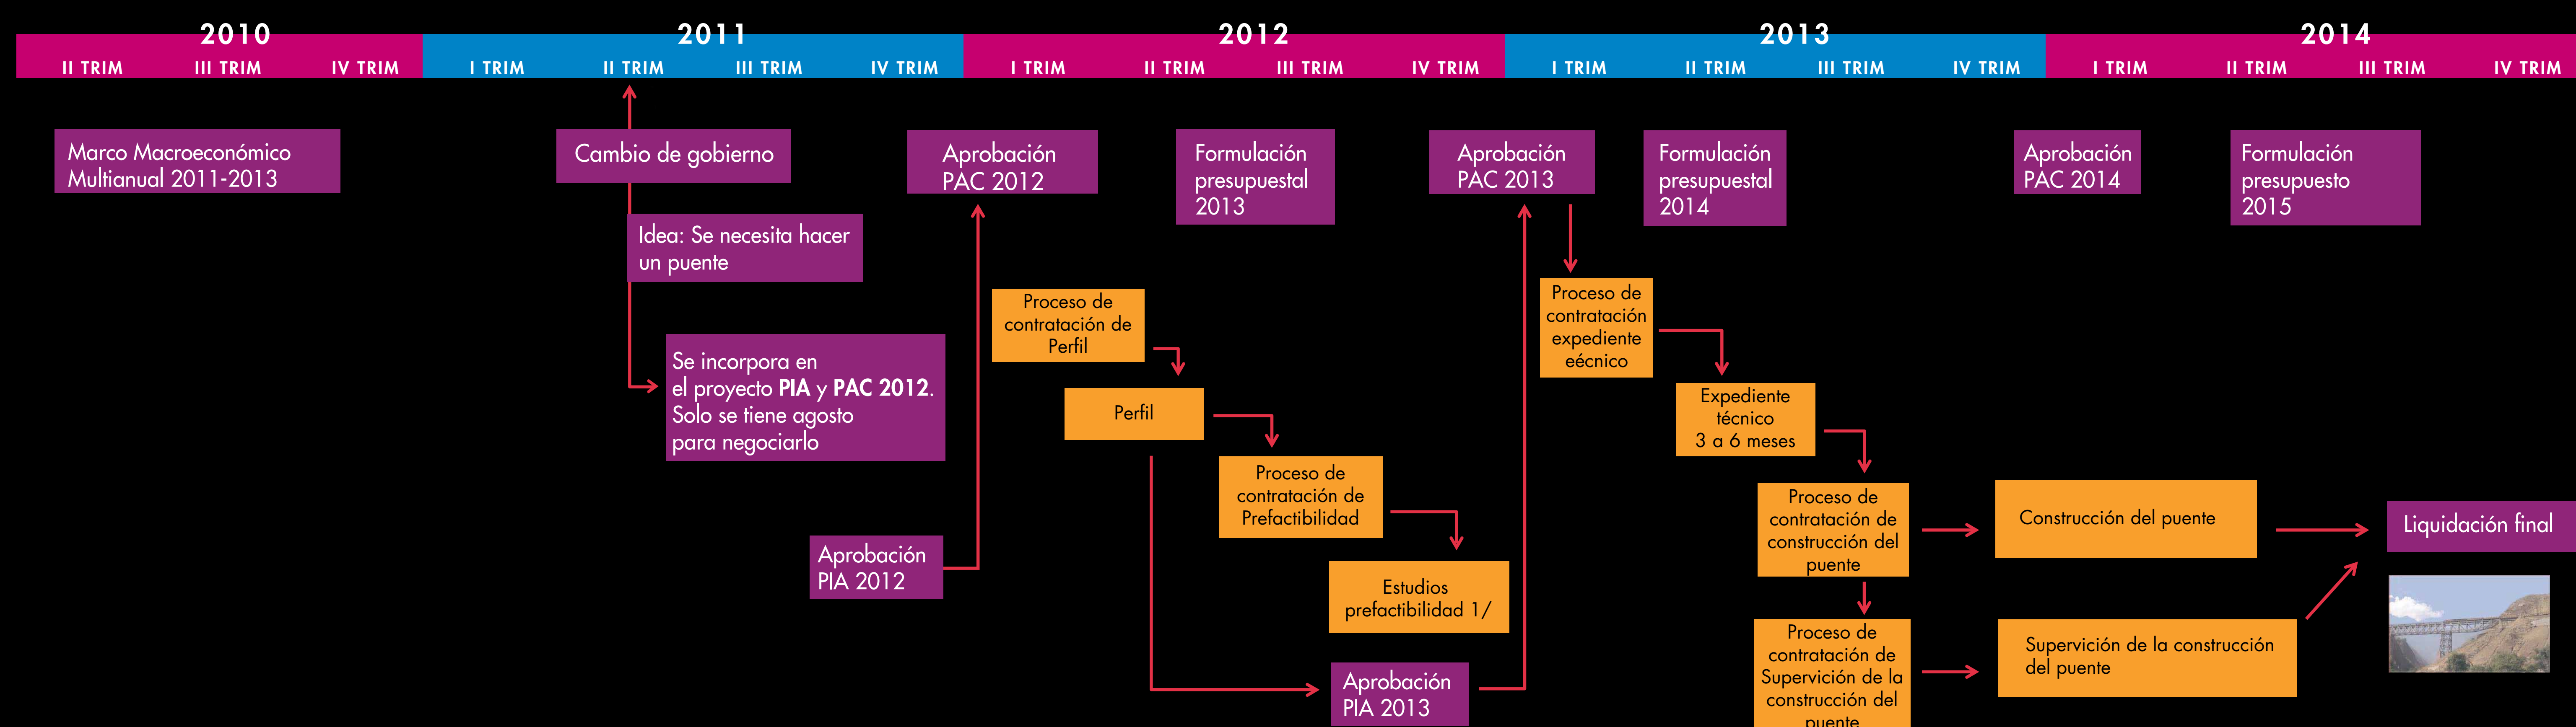 2010
2011
2012
2013
2014
II TRIM
III TRIM
IV TRIM
I TRIM
II TRIM
III TRIM
IV TRIM
I TRIM
II TRIM
III TRIM
IV TRIM
I TRIM
II TRIM
III TRIM
IV TRIM
I TRIM
II TRIM
III TRIM
IV TRIM
Marco Macroeconómico
Multianual 2011-2013
Cambio de gobierno
Idea: Se necesita hacer
un puente
Se incorpora en
el proyecto PIA y PAC 2012.
Solo se tiene agosto
para negociarlo
Aprobación
PIA 2012
Aprobación
PAC 2012
Proceso de
contratación de
Perfil
Perfil
Formulación
presupuestal
2013
Proceso de
contratación de
Prefactibilidad
Estudios
prefactibilidad 1/
Aprobación
PIA 2013
Aprobación
PAC 2013
Proceso de
contratación
expediente
eécnico
Formulación
presupuestal
2014
Expediente
técnico
3 a 6 meses
Proceso de
contratación de
construcción del
puente
Proceso de
contratación de
Supervición de la
construcción del
puente
Aprobación
PAC 2014
Construcción del puente
Supervición de la construcción
del puente
Formulación
presupuesto
2015
Liquidación final